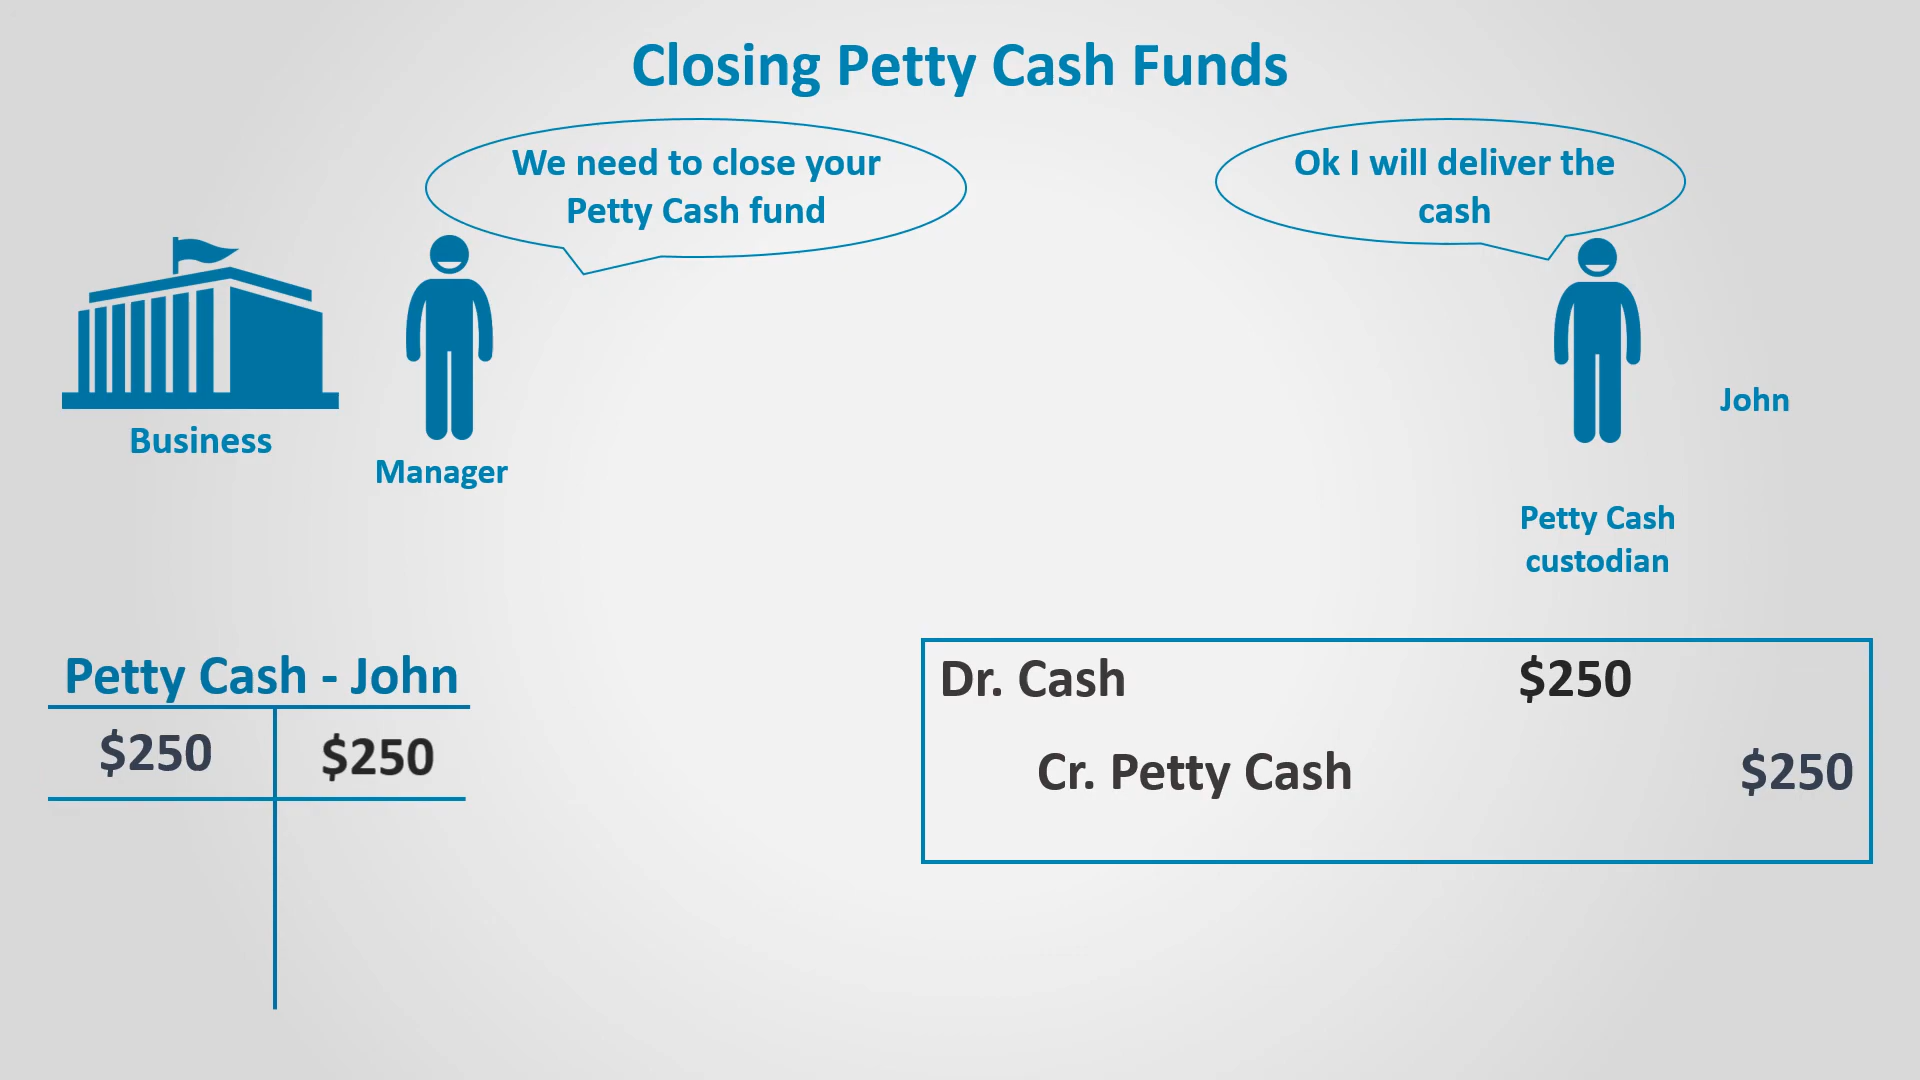 Closing Petty Cash Funds
We need to close your
Petty Cash fund
Ok I will deliver the
cash
Business
Manager
John
Petty Cash
custodian
Petty Cash - John
$250 $250
Dr. Cash $250
Cr. Petty Cash $250